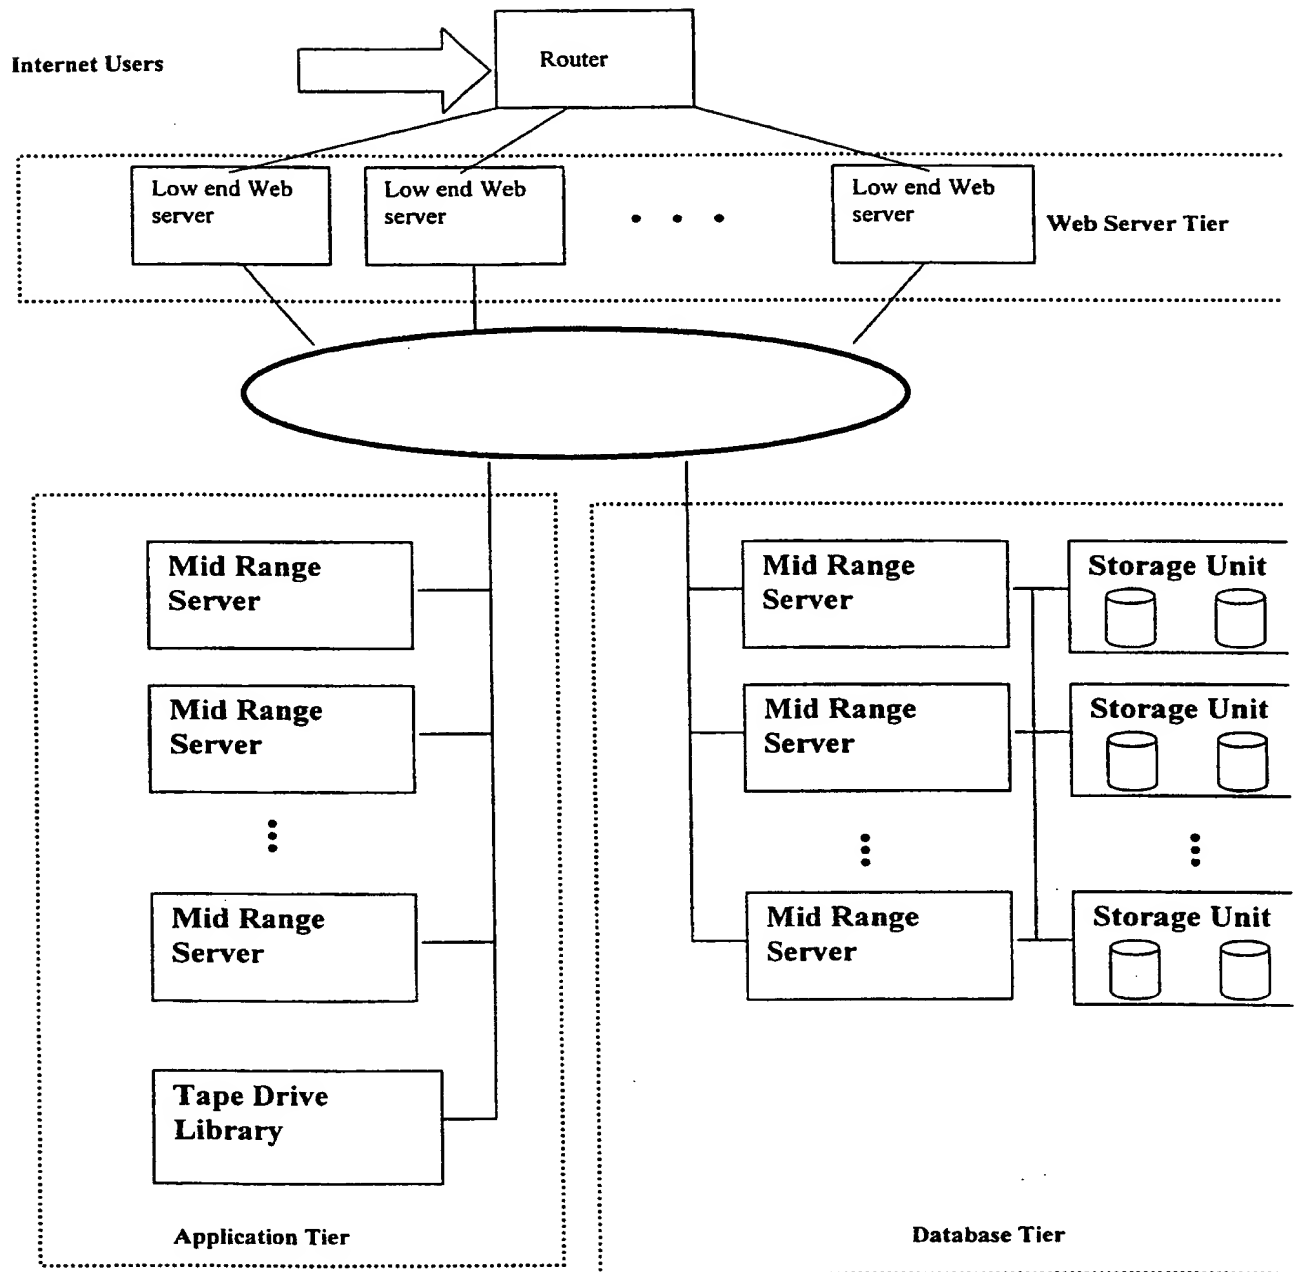 Internet Users
Router
Low end Web
server
Low end Web
server
Low end Web
server
Web Server Tier
Mid Range
Server
Mid Range
Server
Mid Range
Server
Tape Drive
Library
Application Tier
Mid Range
Server
Storage Unit
Mid Range
Server
Storage Unit
Mid Range
Server
Storage Unit
Database Tier